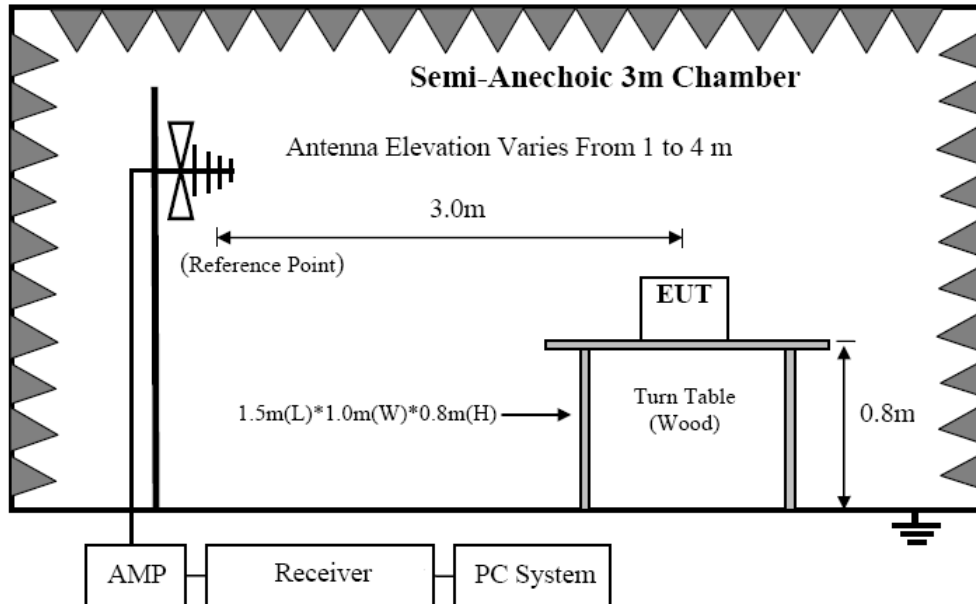 Semi-Anechoic 3m Chamber
Antenna Elevation Varies From 1 to 4 m
3.0m
(Reference Point)
EUT
1.5m(L)*1.0m(W)*0.8m(H)
Turn Table
(Wood)
0.8m
AMP
Receiver
PC System